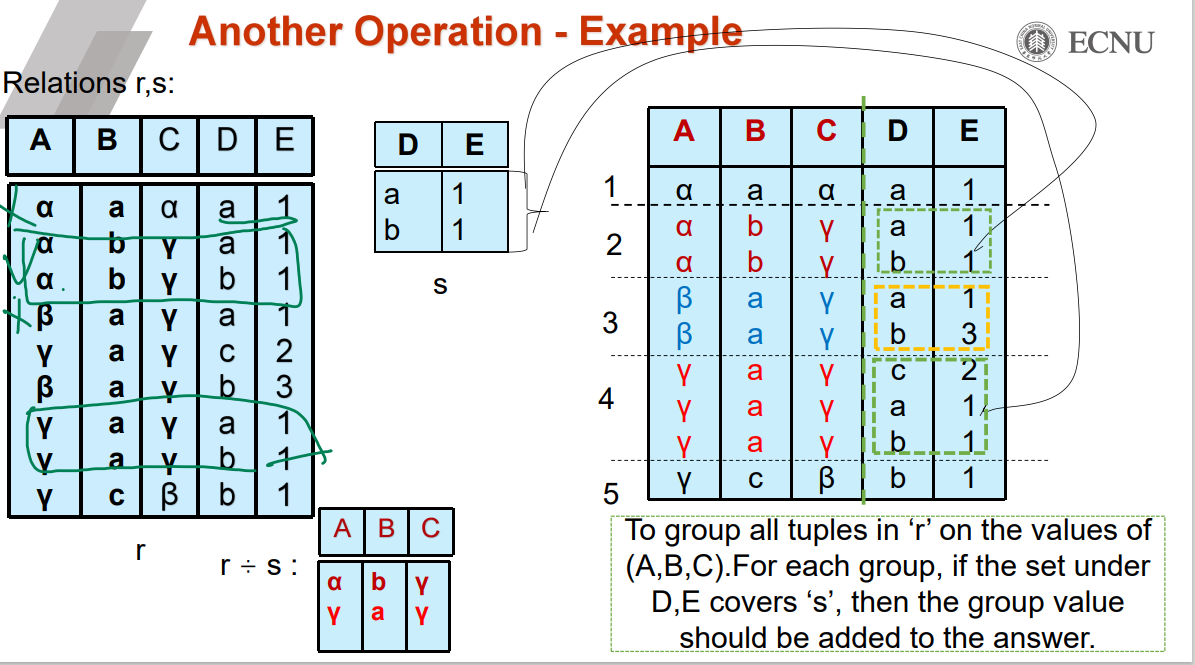 Another Operation - Example
ECNU
Relations r,s:
A B C D E
α a α a 1
α b γ a 1
α b γ b 1
β a γ a 1
γ a γ c 2
β a γ b 3
γ a γ a 1
γ a γ b 1
γ c β b 1
r
D E
a 1
b 1
s
A B C D E
1 α a α a 1
2
α b γ a 1
α b γ b 1
3
β a γ a 1
β a γ b 3
4
γ a γ c 2
γ a γ a 1
γ a γ b 1
5 γ c β b 1
r ÷ s :
A B C
α b γ
γ a γ
To group all tuples in ‘r’ on the values of
(A,B,C).For each group, if the set under
D,E covers ‘s’, then the group value
should be added to the answer.